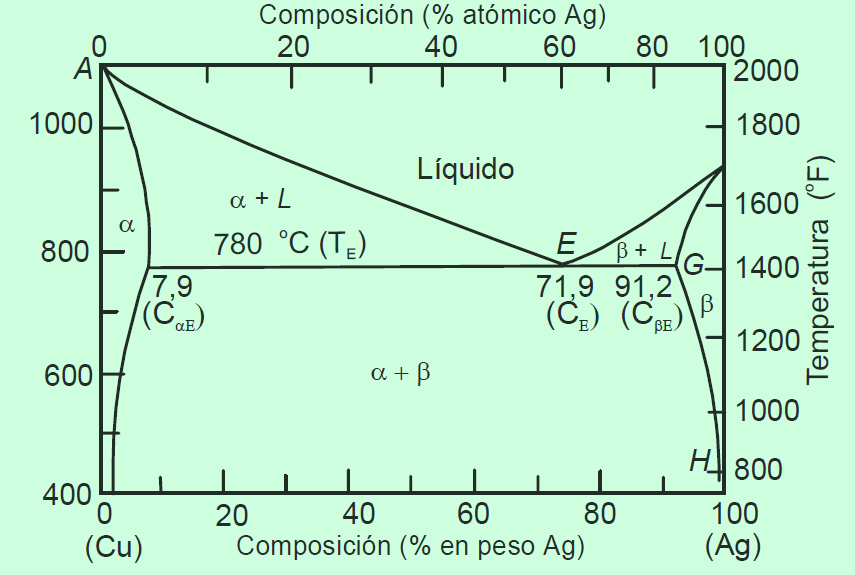 Composición (% atómico Ag)
0 20 40 60 80 100
A
2000
1000
1800
Líquido
α + L
1600
α
780 °C (TE)
E
β + L
800
G
1400
7,9
71,9
91,2
β
(CαE)
(CE)
(CβE)
Temperatura (°F)
1200
600
α + β
1000
H
800
400
0 20 40 60 80 100
(Cu)
Composición (% en peso Ag)
(Ag)